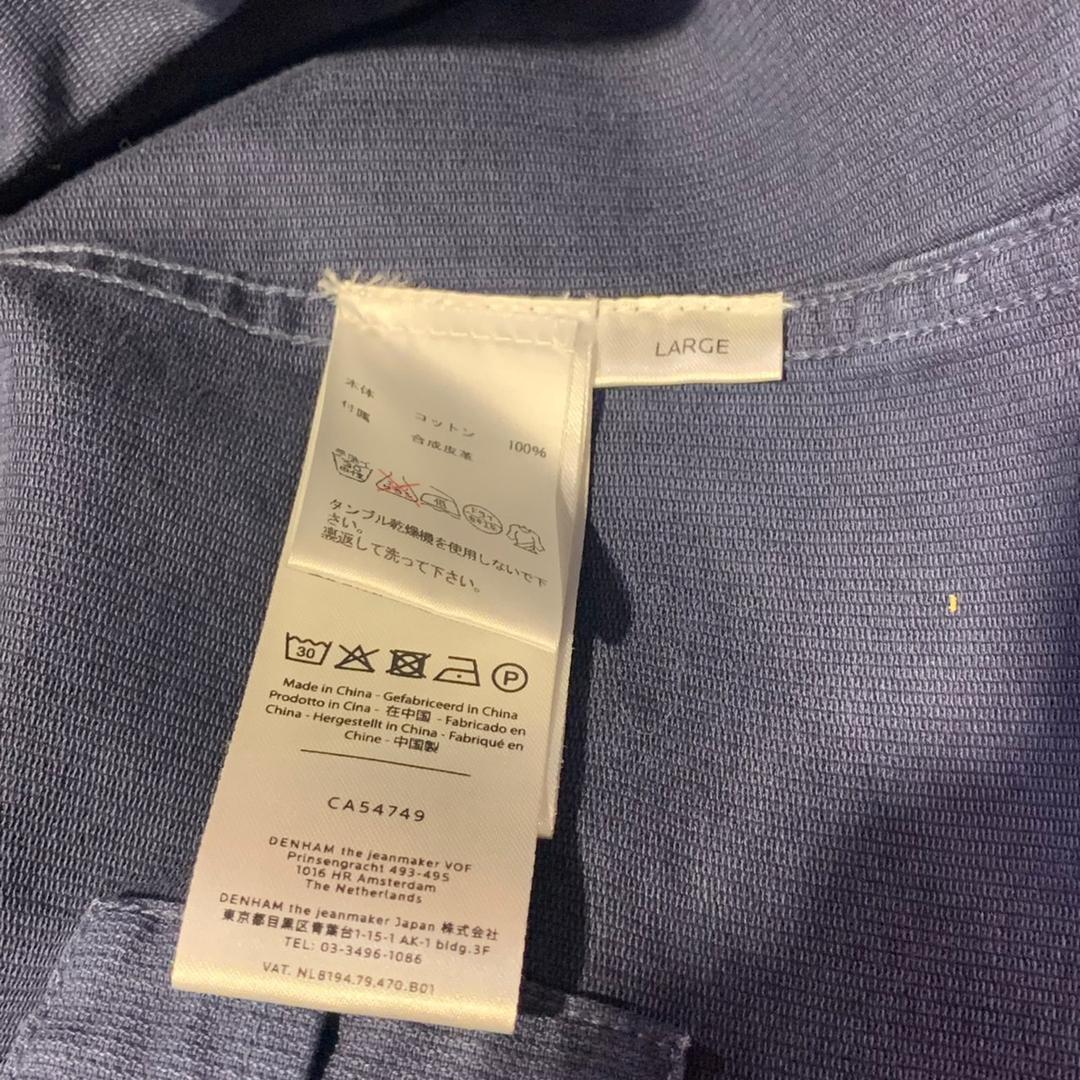 LARGE
本体 コットン 100%
付属 合成皮革
低
タンブル乾燥機を使用しないで下
さい。
裏返して洗って下さい。
30
P
Made in China - Gefabriceerd in China
Prodotto in Cina - 在中国 - Fabricado en
China - Hergestellt in China - Fabriqué en
Chine - 中国製
CA54749
DENHAM the jeanmaker VOF
Prinsengracht 493-495
1016 HR Amsterdam
The Netherlands
DENHAM the jeanmaker Japan 株式会社
東京都目黒区青葉台1-15-1 AK-1 bldg.3F
TEL: 03-3496-1086
VAT. NL8194.79.470.B01